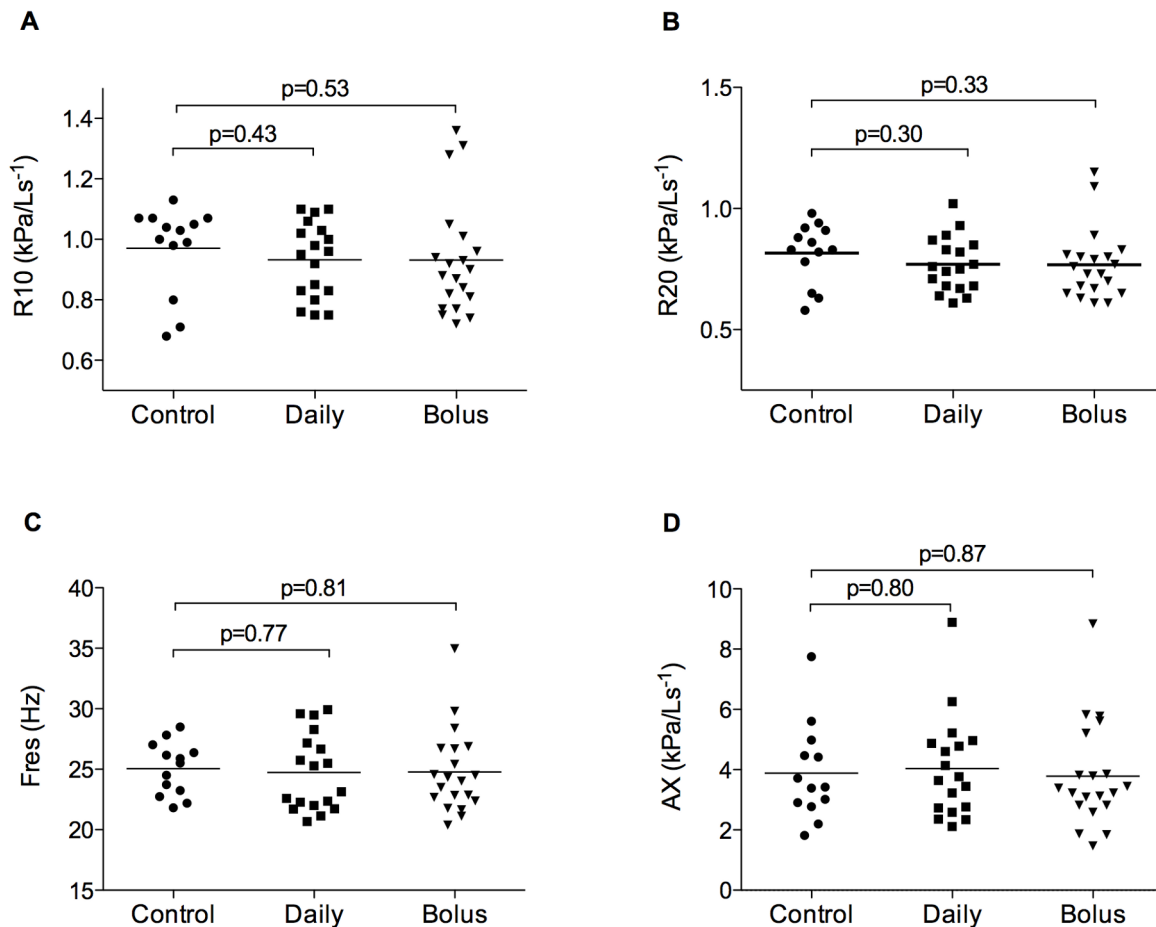 A
p=0.53
p=0.43
R10 (kPa/Ls⁻¹)
1.4
1.2
1.0
0.8
0.6
Control Daily Bolus
B
p=0.33
p=0.30
R20 (kPa/Ls⁻¹)
1.5
1.0
0.5
Control Daily Bolus
C
p=0.81
p=0.77
Fres (Hz)
40
35
30
25
20
15
Control Daily Bolus
D
p=0.87
p=0.80
AX (kPa/Ls⁻¹)
10
8
6
4
2
0
Control Daily Bolus